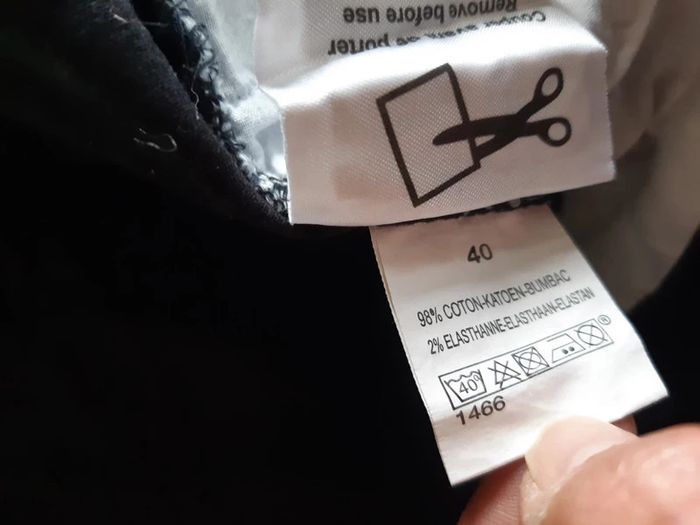 Remove before use
Couper avant de porter
40
98% COTON-KATOEN-BUMBAC
2% ELASTHANNE-ELASTHAAN-ELASTAN
40°
1466